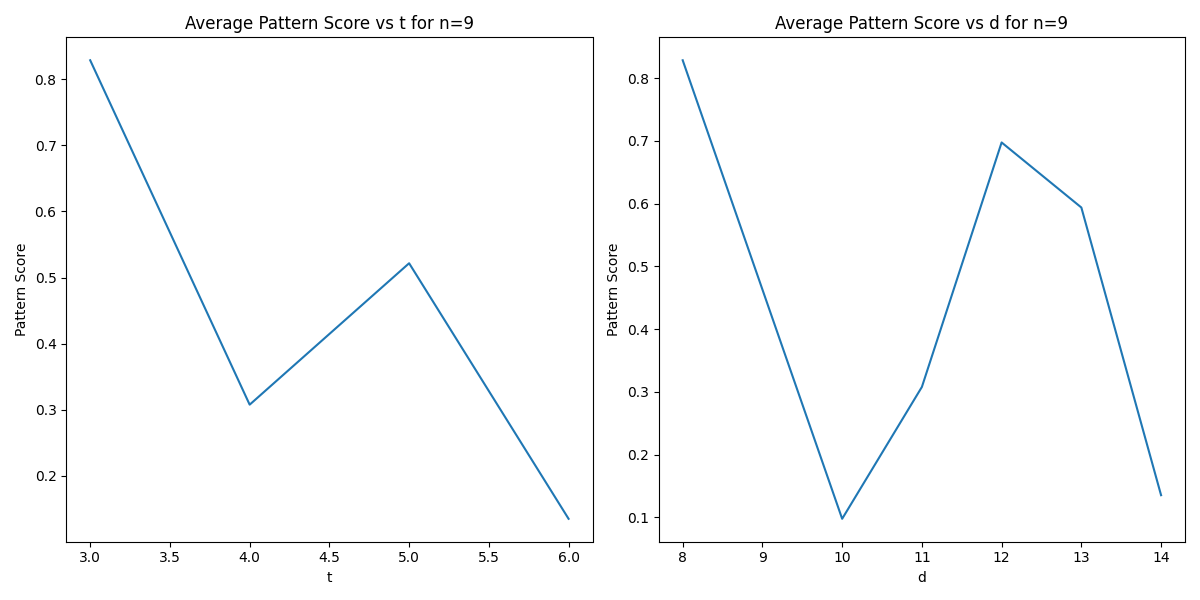 Average Pattern Score vs t for n=9
Pattern Score
0.8
0.7
0.6
0.5
0.4
0.3
0.2
3.0 3.5 4.0 4.5 5.0 5.5 6.0
t
Average Pattern Score vs d for n=9
Pattern Score
0.8
0.7
0.6
0.5
0.4
0.3
0.2
0.1
8 9 10 11 12 13 14
d